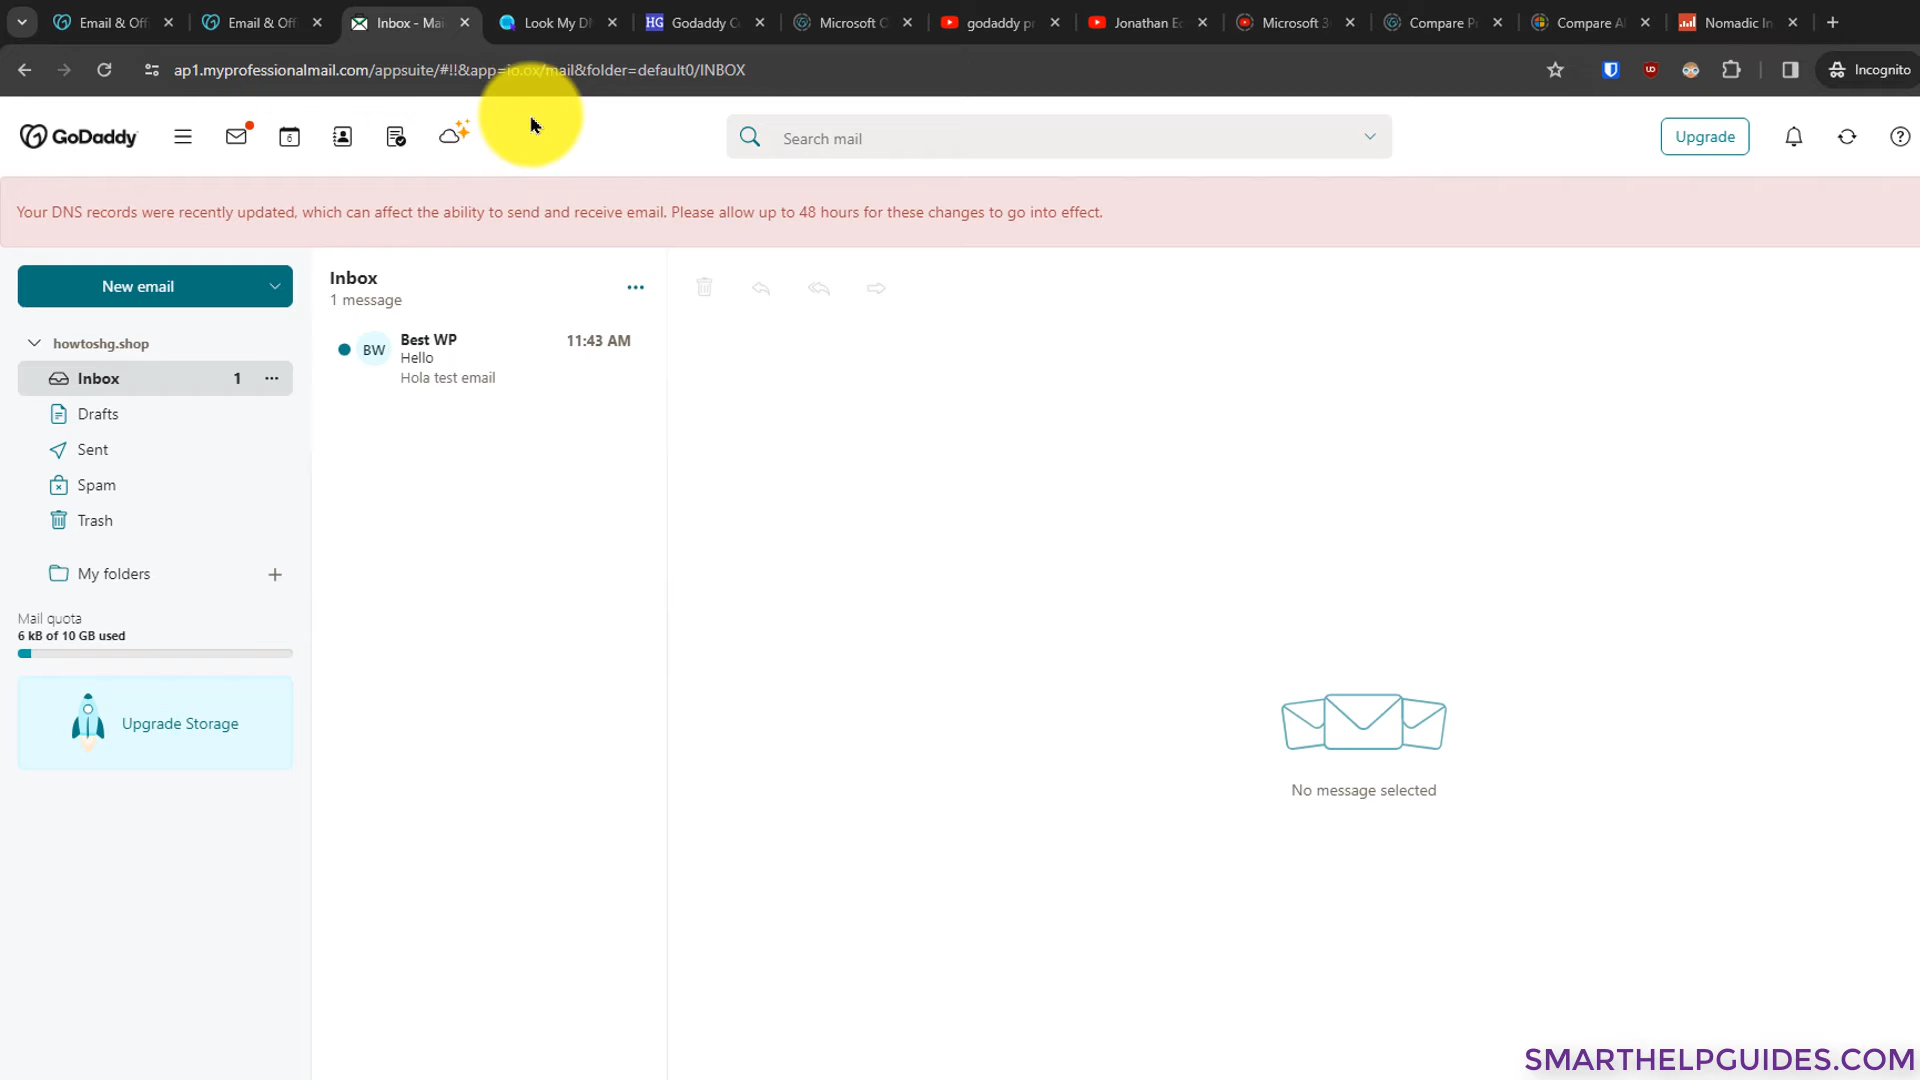 Email & Off
Email & Off
Inbox - Mai
Look My D
HG Godaddy C
Microsoft C
godaddy p
Jonathan Ec
Microsoft 3
Compare P
Compare A
Nomadic In
ap1.myprofessionalmail.com/appsuite/#!!&app=io.ox/mail&folder=default0/INBOX
Incognito
GoDaddy
6
Search mail
Upgrade
Your DNS records were recently updated, which can affect the ability to send and receive email. Please allow up to 48 hours for these changes to go into effect.
New email
howtoshg.shop
Inbox 1
Drafts
Sent
Spam
Trash
My folders
Mail quota
6 kB of 10 GB used
Upgrade Storage
Inbox
1 message
BW
Best WP 11:43 AM
Hello
Hola test email
No message selected
SMARTHELPGUIDES.COM